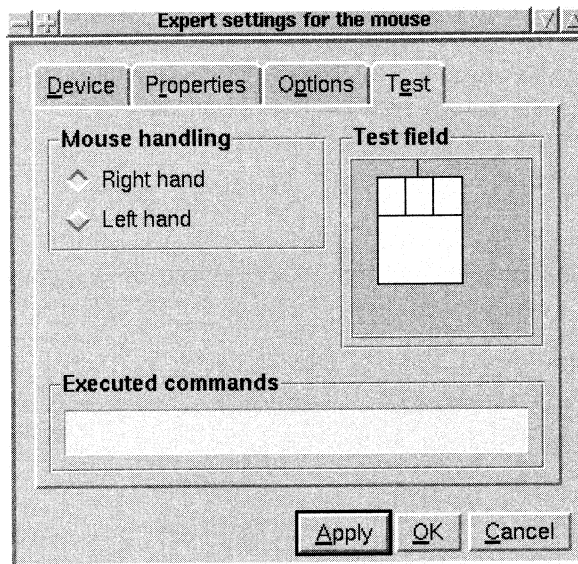 Expert settings for the mouse
Device Properties Options Test
Mouse handling
Test field
Right hand
Left hand
Executed commands
Apply OK Cancel